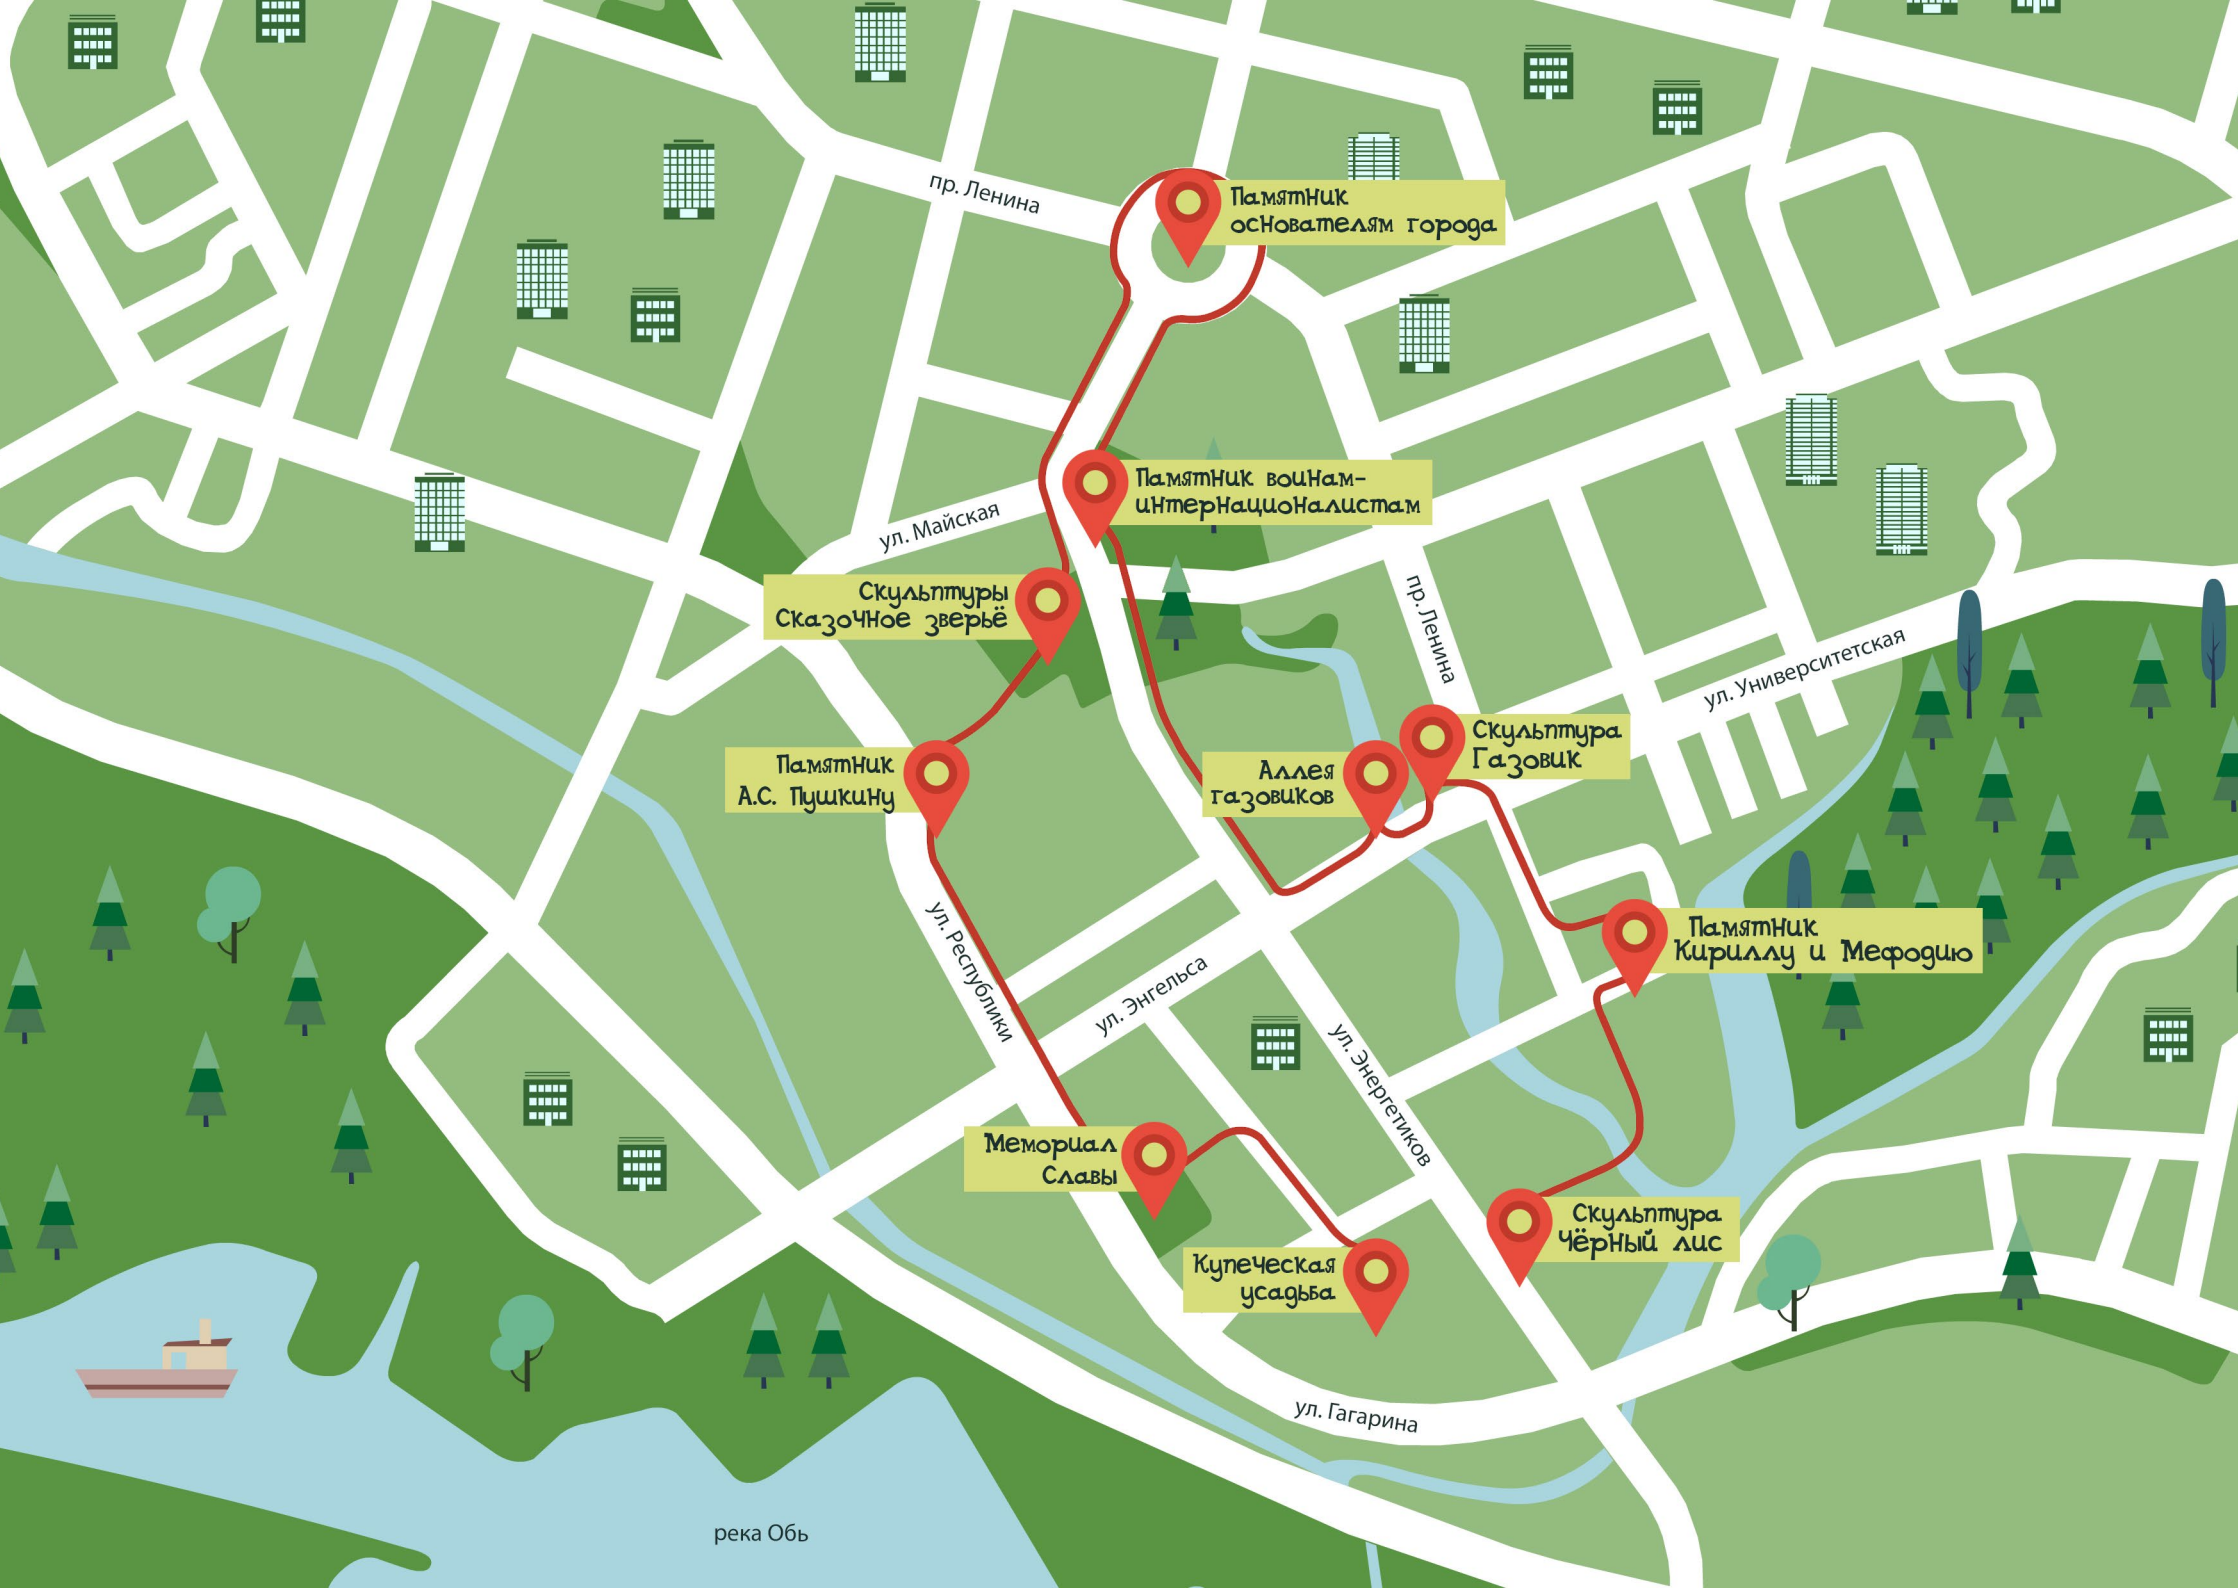 пр. Ленина
Памятник
основателям города
Памятник воинам-
интернационалистам
ул. Майская
Скульптуры
Сказочное зверьё
пр. Ленина
ул. Университетская
Скульптура
Газовик
Памятник
А.С. Пушкину
Аллея
газовиков
ул. Республики
Памятник
Кириллу и Мефодию
ул. Энгельса
ул. Энергетиков
Мемориал
Славы
Скульптура
Чёрный лис
Купеческая
усадьба
ул. Гагарина
река Обь